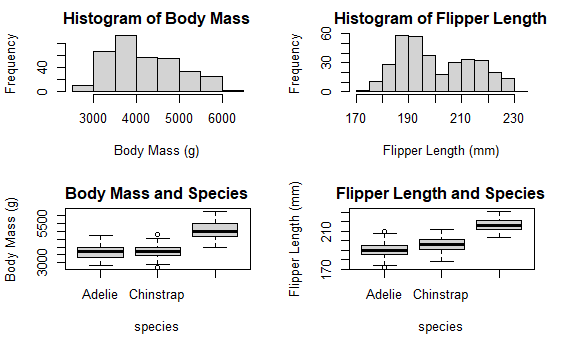 Histogram of Body Mass
Frequency
0 40
3000 4000 5000 6000
Body Mass (g)
Histogram of Flipper Length
Frequency
0 30 60
170 190 210 230
Flipper Length (mm)
Body Mass and Species
Body Mass (g)
3000 5500
Adelie Chinstrap
species
Flipper Length and Species
Flipper Length (mm)
170 210
Adelie Chinstrap
species